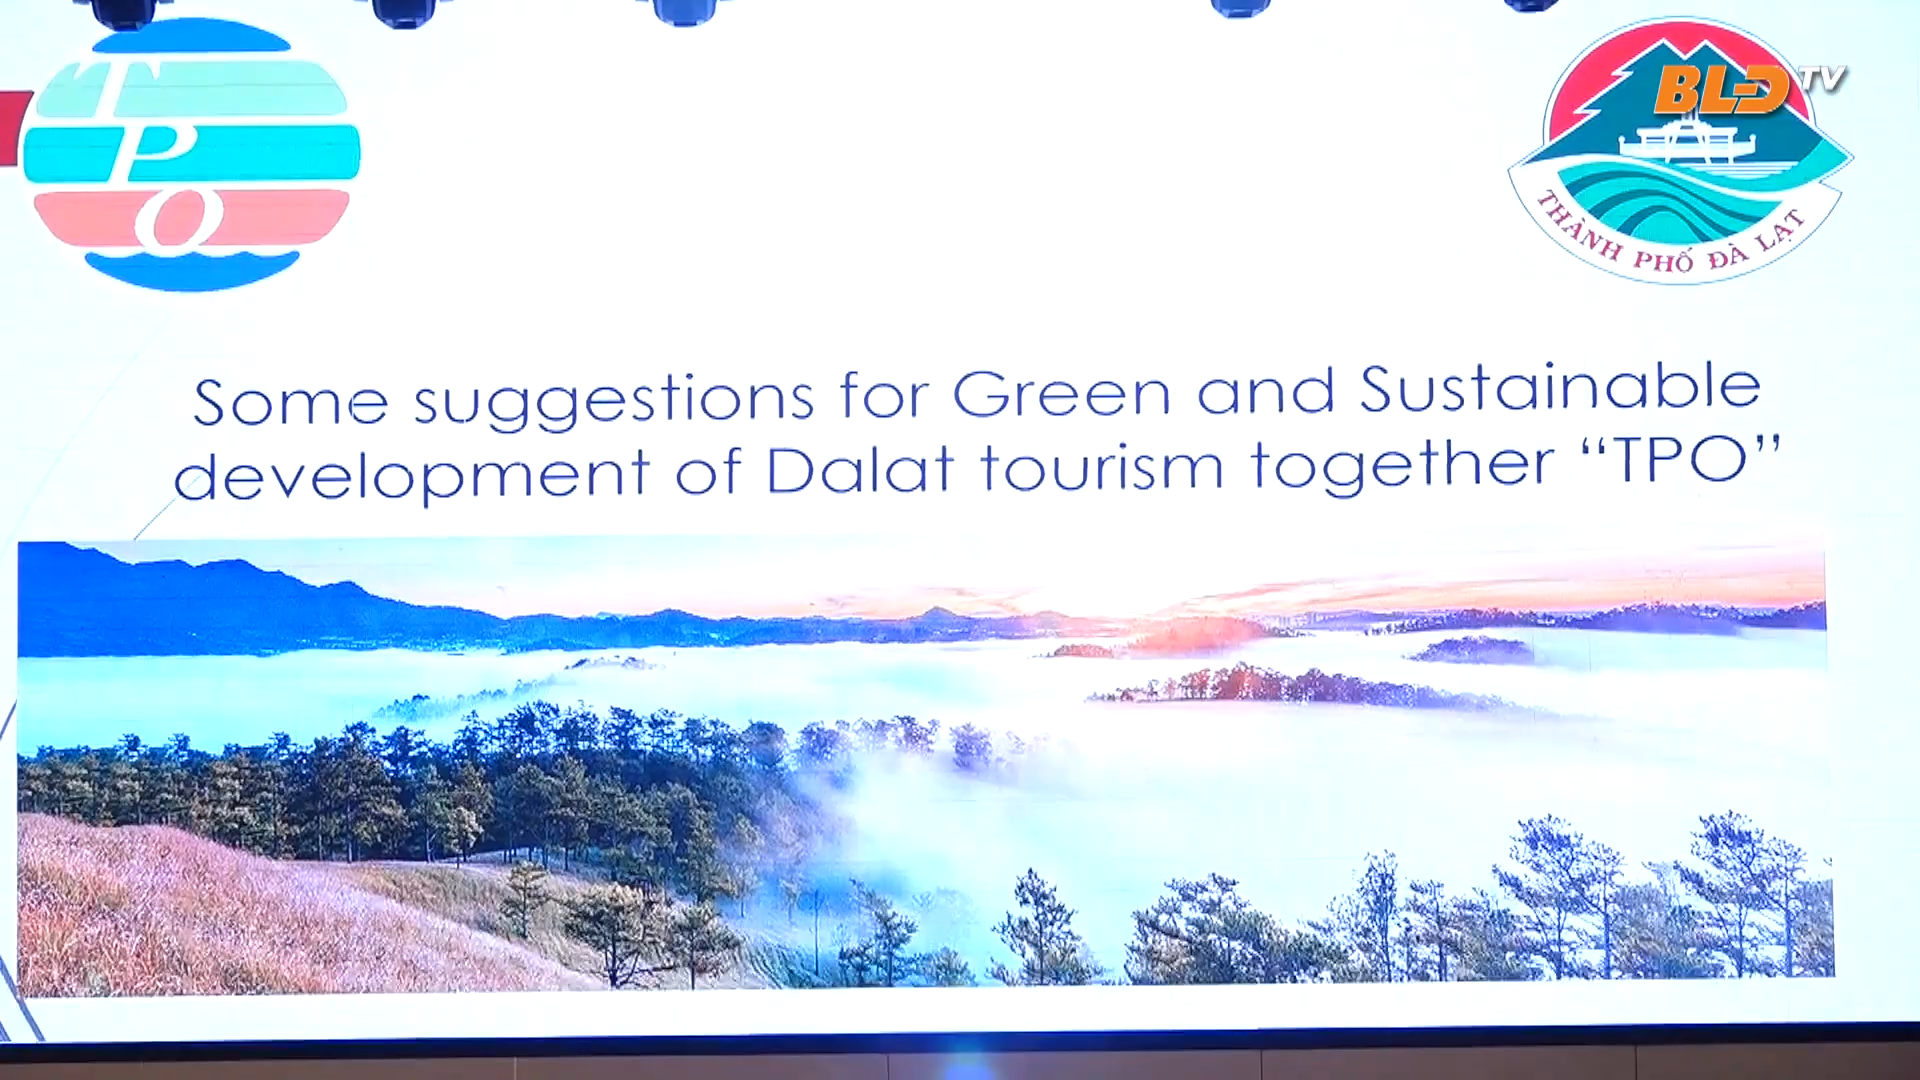 TPO
BLD TV
THÀNH PHỐ ĐÀ LẠT
Some suggestions for Green and Sustainable
development of Dalat tourism together “TPO”